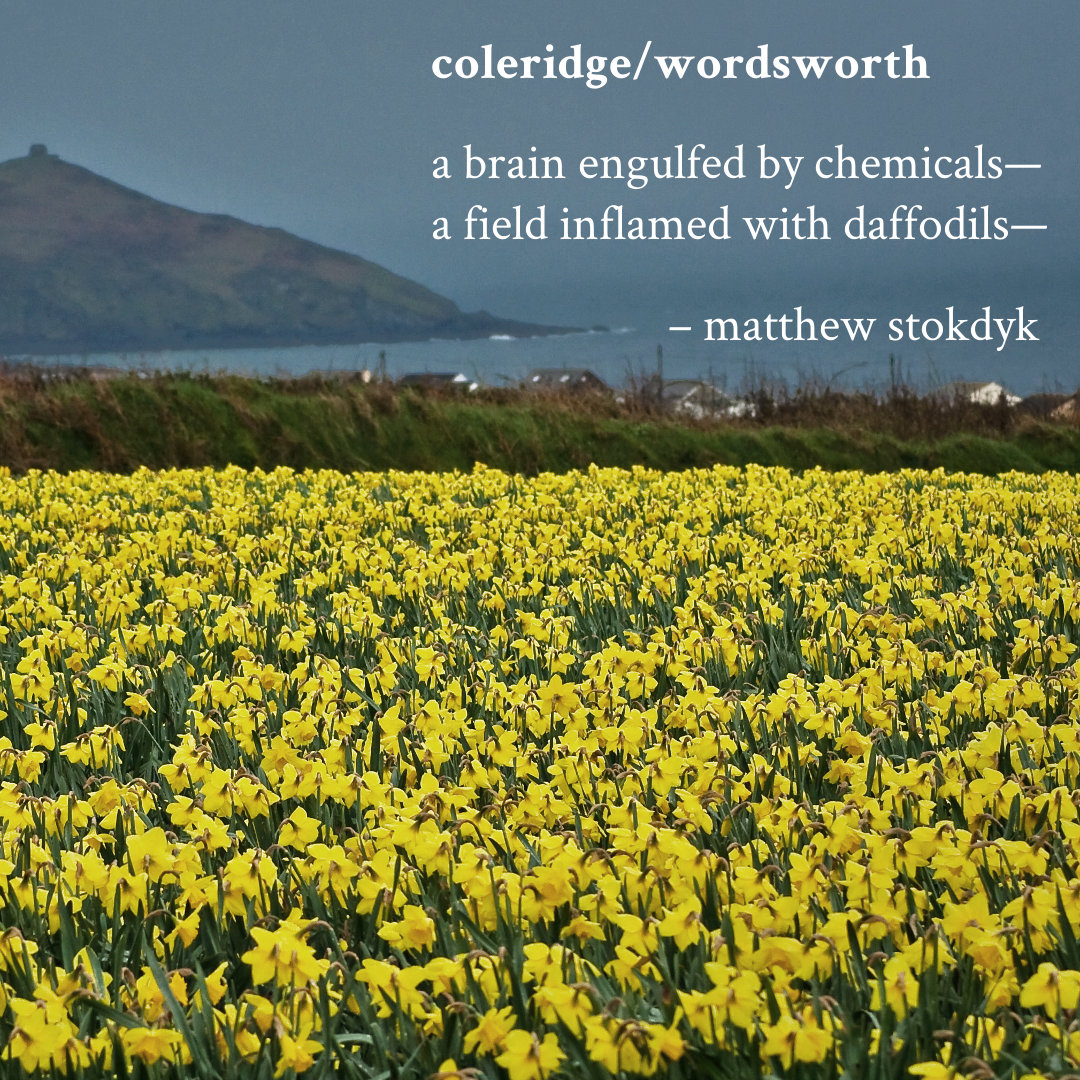 coleridge/wordsworth
a brain engulfed by chemicals—
a field inflamed with daffodils—
– matthew stokdyk